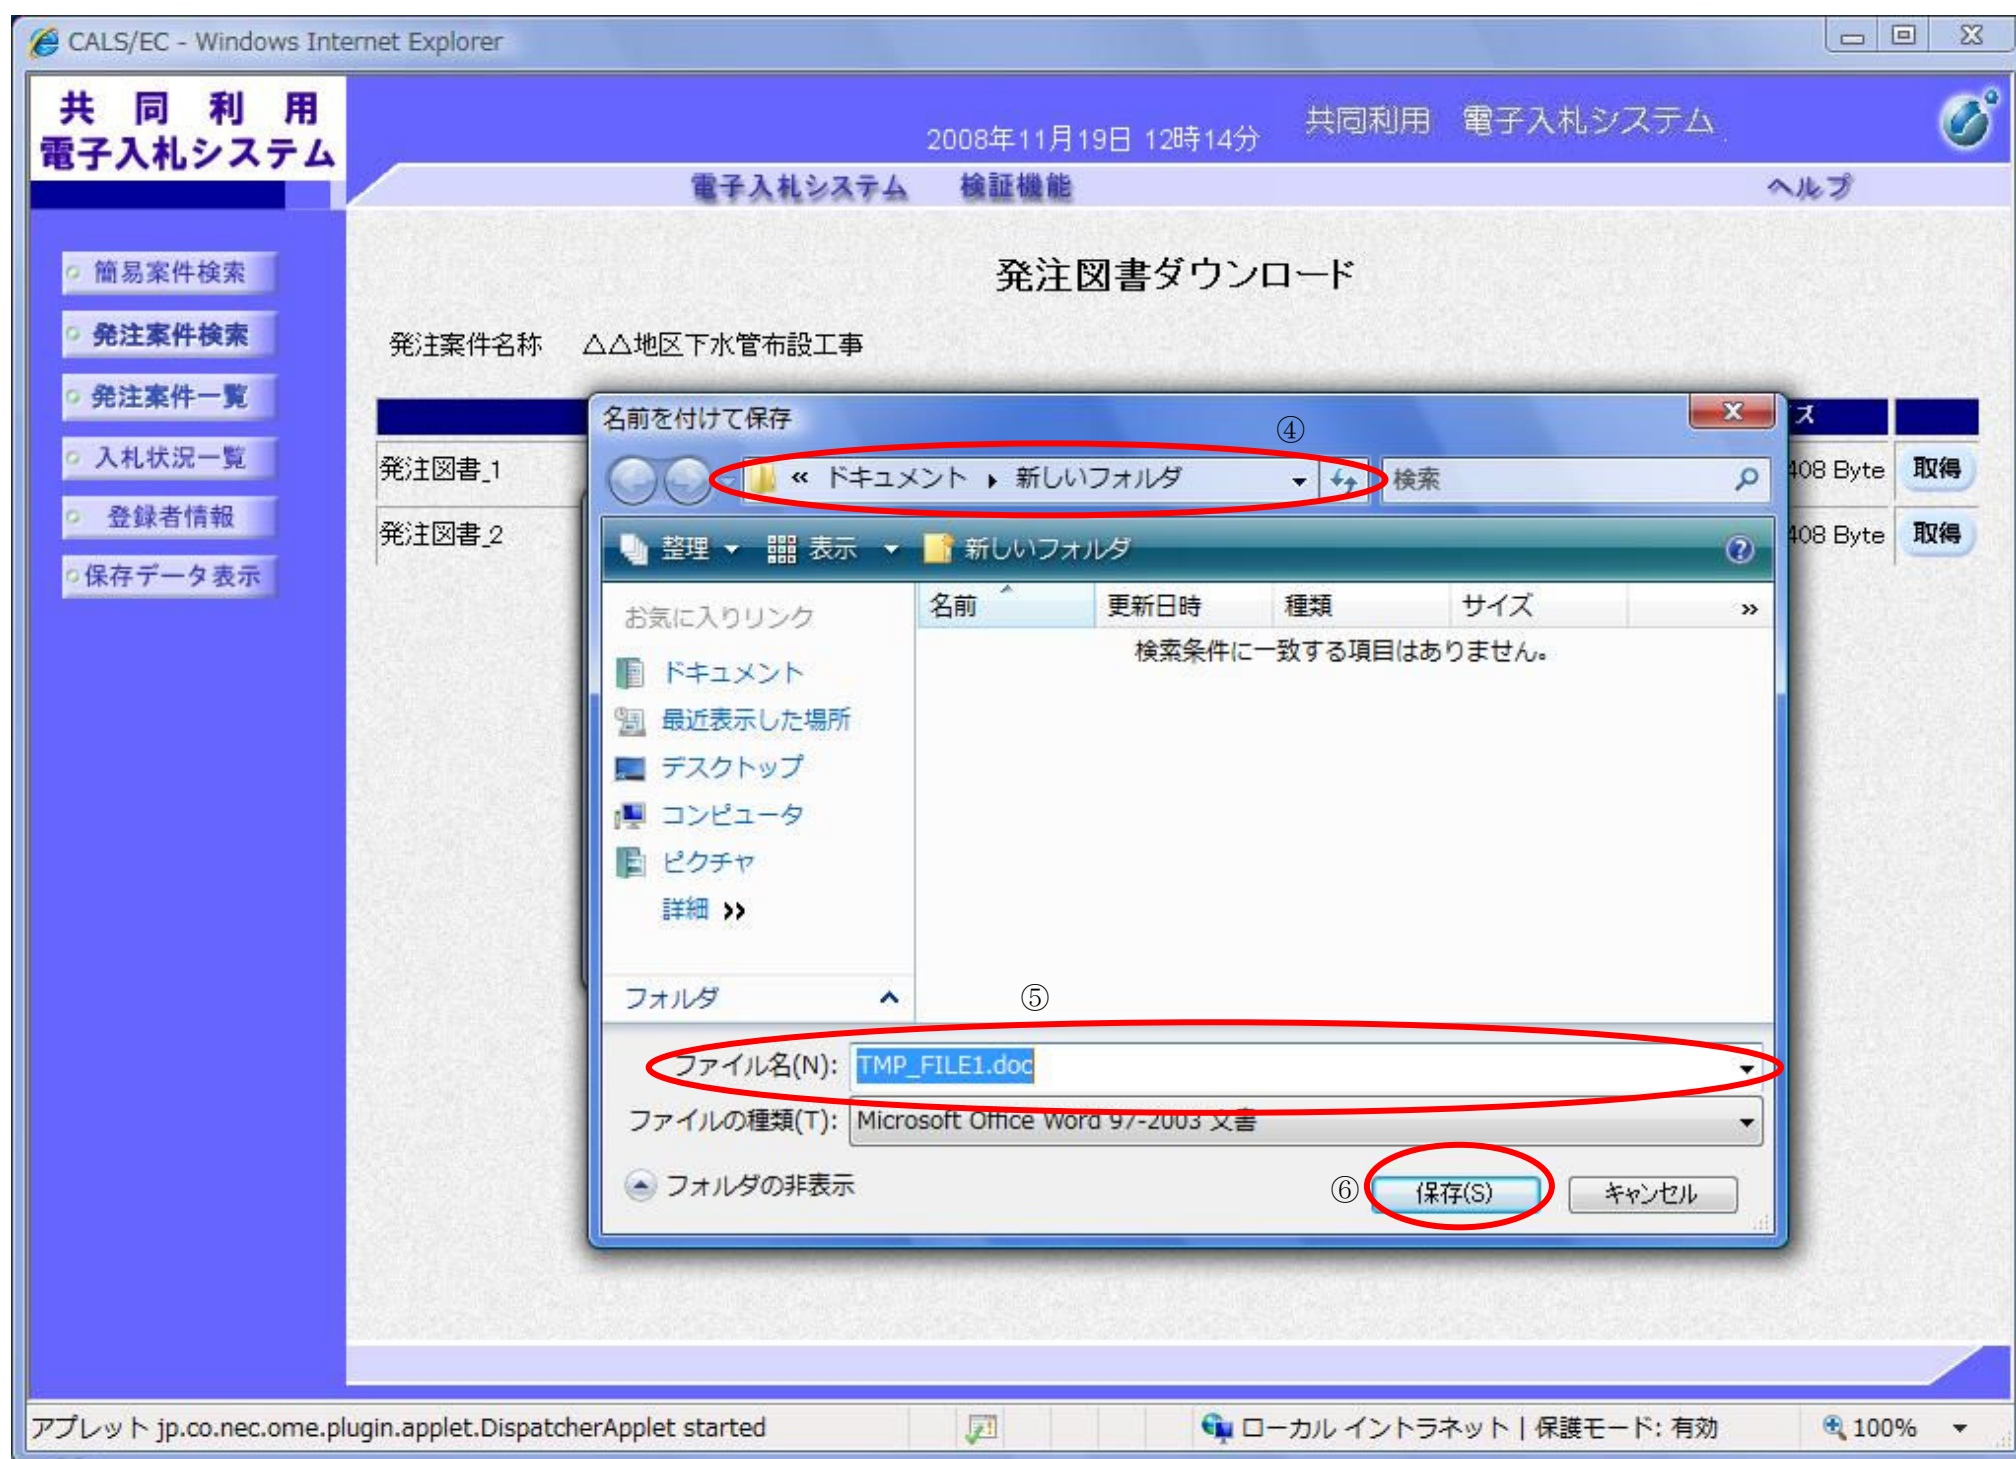 CALS/EC - Windows Internet Explorer
共 同 利 用
電子入札システム
2008年11月19日 12時14分
共同利用 電子入札システム
電子入札システム 検証機能 ヘルプ
簡易案件検索
発注案件検索
発注案件一覧
入札状況一覧
登録者情報
保存データ表示
発注図書ダウンロード
発注案件名称 △△地区下水管布設工事
発注図書_1
408 Byte 取得
発注図書_2
408 Byte 取得
名前を付けて保存
④
« ドキュメント ▸ 新しいフォルダ
検索
整理 表示 新しいフォルダ
お気に入りリンク
ドキュメント
最近表示した場所
デスクトップ
コンピュータ
ピクチャ
詳細 »
フォルダ
名前 更新日時 種類 サイズ »
検索条件に一致する項目はありません。
⑤
ファイル名(N): TMP_FILE1.doc
ファイルの種類(T): Microsoft Office Word 97-2003 文書
フォルダの非表示
⑥
保存(S) キャンセル
アプレット jp.co.nec.ome.plugin.applet.DispatcherApplet started
ローカル イントラネット | 保護モード: 有効
100%